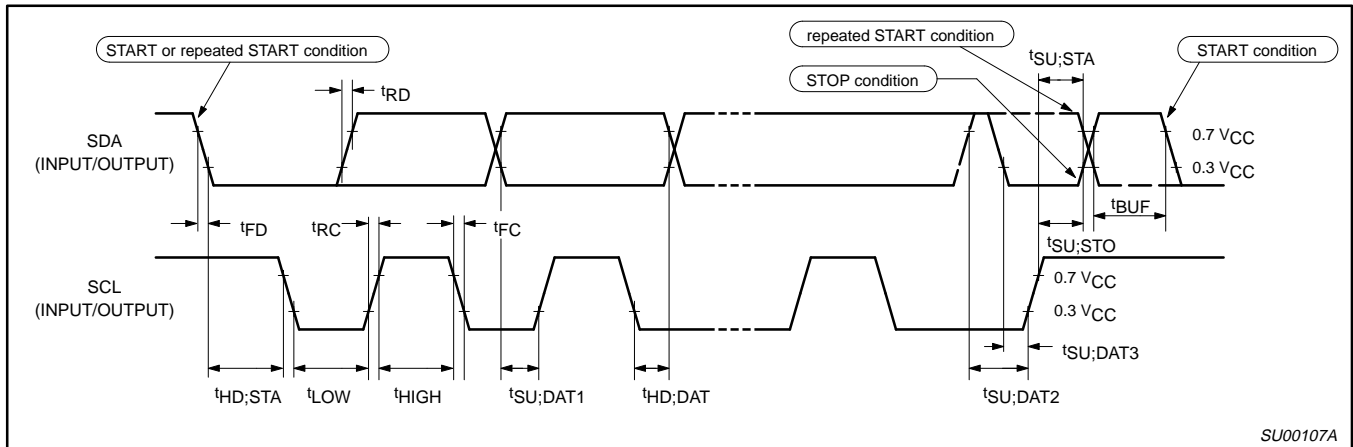 START or repeated START condition
repeated START condition
START condition
tSU;STA
STOP condition
tRD
SDA
(INPUT/OUTPUT)
0.7 VCC
0.3 VCC
tFD
tRC
tFC
tBUF
tSU;STO
SCL
(INPUT/OUTPUT)
0.7 VCC
0.3 VCC
tSU;DAT3
tHD;STA
tLOW
tHIGH
tSU;DAT1
tHD;DAT
tSU;DAT2
SU00107A